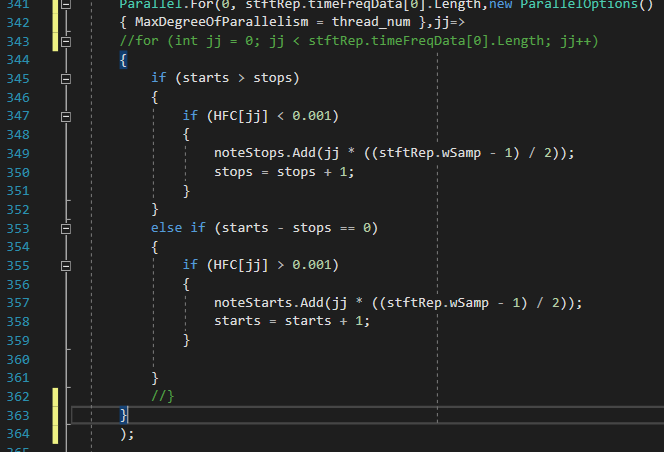 341 Parallel.For(0, stftRep.timeFreqData[0].Length,new ParallelOptions()
342 { MaxDegreeOfParallelism = thread_num },jj=>
343 //for (int jj = 0; jj < stftRep.timeFreqData[0].Length; jj++)
344 {
345 if (starts > stops)
346 {
347 if (HFC[jj] < 0.001)
348 {
349 noteStops.Add(jj * ((stftRep.wSamp - 1) / 2));
350 stops = stops + 1;
351 }
352 }
353 else if (starts - stops == 0)
354 {
355 if (HFC[jj] > 0.001)
356 {
357 noteStarts.Add(jj * ((stftRep.wSamp - 1) / 2));
358 starts = starts + 1;
359 }
360
361 }
362 //}
363 }
364 );
365